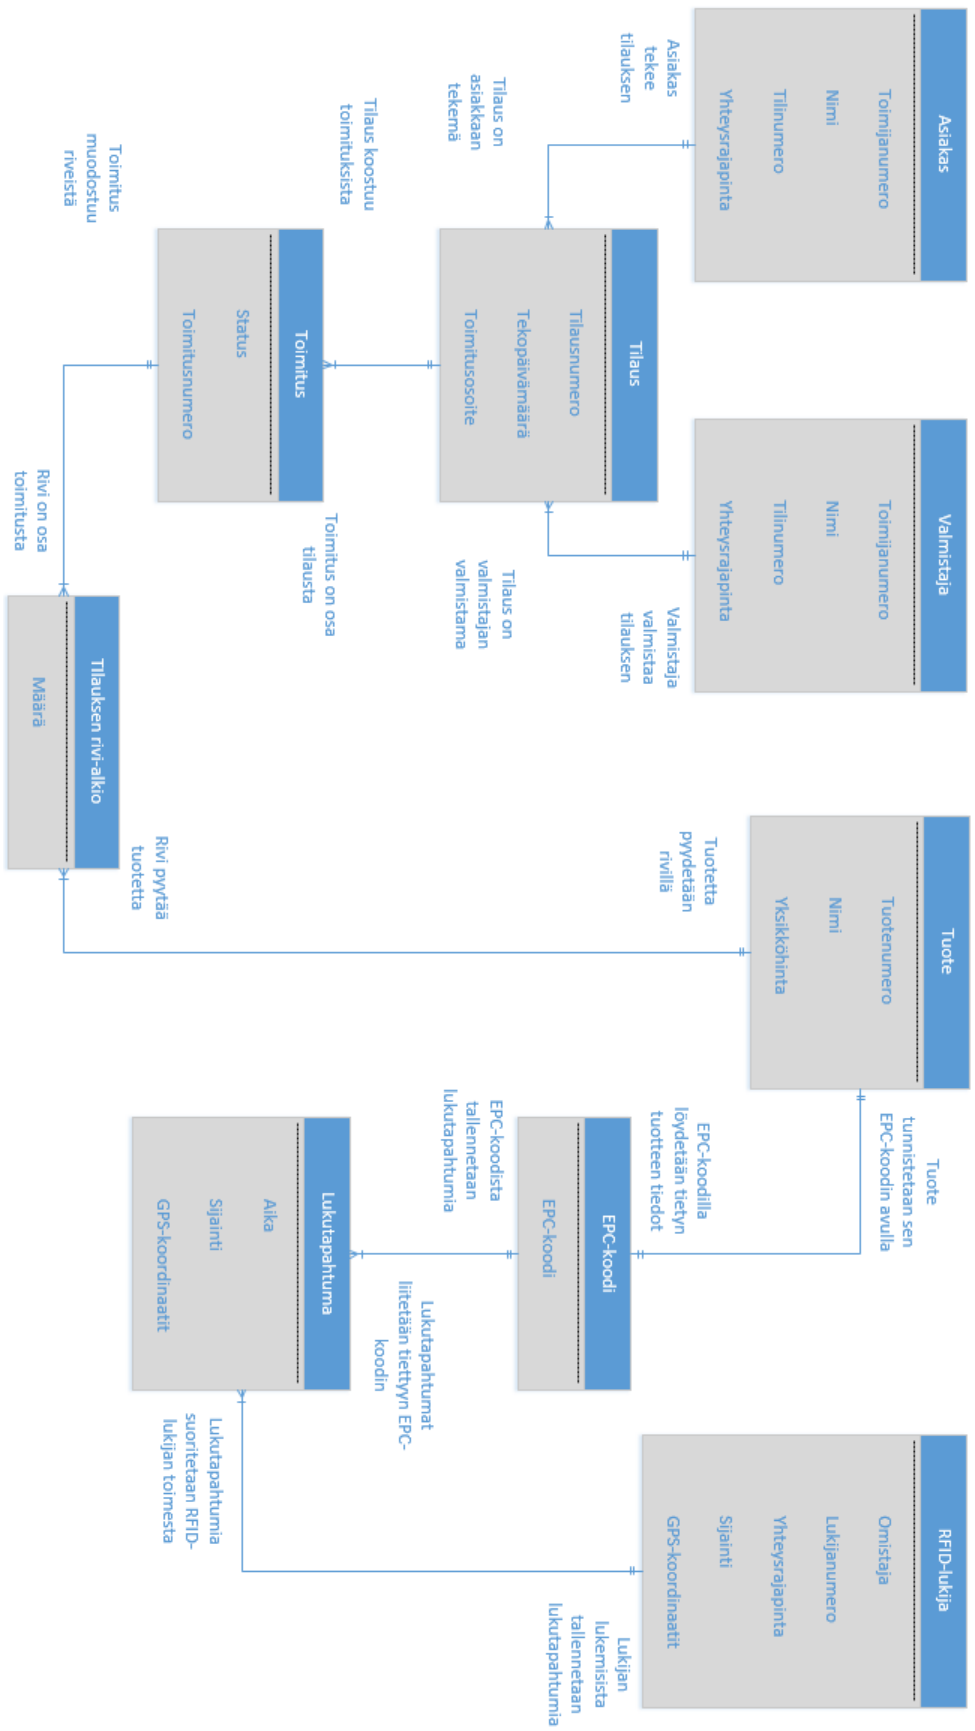 Asiakas
Toimijanumero
Nimi
Tilinumero
Yhteysrajapinta
Valmistaja
Toimijanumero
Nimi
Tilinumero
Yhteysrajapinta
Tuote
Tuotenumero
Nimi
Yksikköhinta
RFID-lukija
Omistaja
Lukijanumero
Yhteysrajapinta
Sijainti
GPS-koordinaatit
Asiakas
tekee
tilauksen
Valmistaja
valmistaa
tilauksen
Tuotetta
pyydetään
rivillä
Tuote
tunnistetaan sen
EPC-koodin avulla
EPC-koodilla
löydetään tietyn
tuotteen tiedot
Lukijan
lukemisista
tallennetaan
lukutapahtumia
Tilaus
Tilausnumero
Tekopäivämäärä
Toimitusosoite
EPC-koodi
EPC-koodi
Tilaus on
asiakkaan
tekemä
Tilaus on
valmistajan
valmistama
EPC-koodista
tallennetaan
lukutapahtumia
Lukutapahtumat
liitetään tiettyyn EPC-
koodin
Tilaus koostuu
toimituksista
Toimitus on osa
tilausta
Toimitus
Status
Toimitusnumero
Lukutapahtuma
Aika
Sijainti
GPS-koordinaatit
Lukutapahtumia
suoritetaan RFID-
lukijan toimesta
Toimitus
muodostuu
riveistä
Rivi on osa
toimitusta
Rivi pyytää
tuotetta
TIlauksen rivi-alkio
Määrä